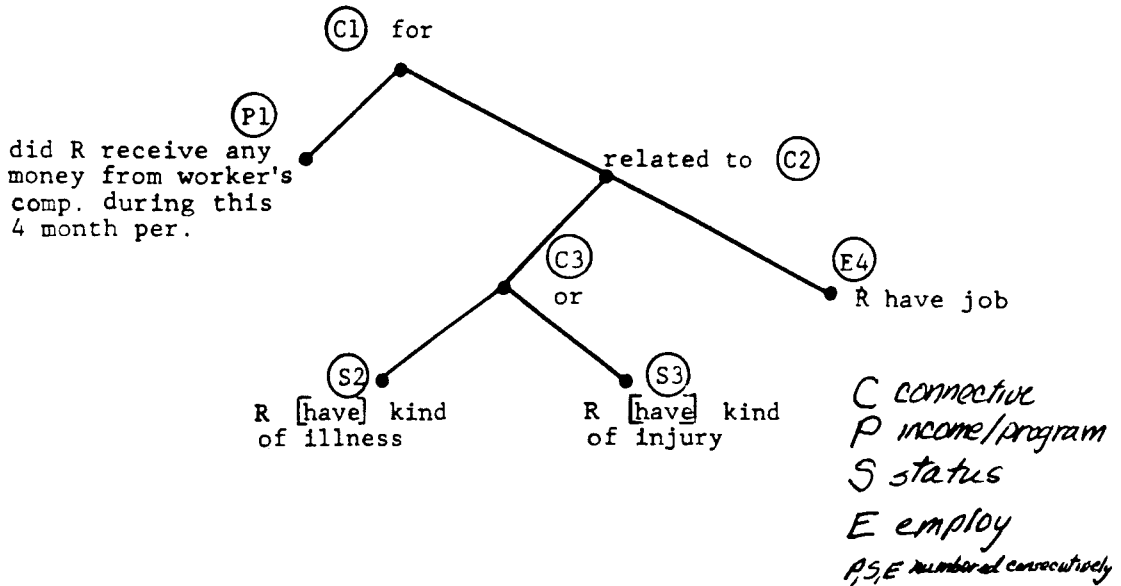 C1 for
P1
did R receive any
money from worker's
comp. during this
4 month per.
related to C2
C3
or
E4
R have job
S2
R [have] kind
of illness
S3
R [have] kind
of injury
C connective
P income/program
S status
E employ
P,S,E numbered consecutively